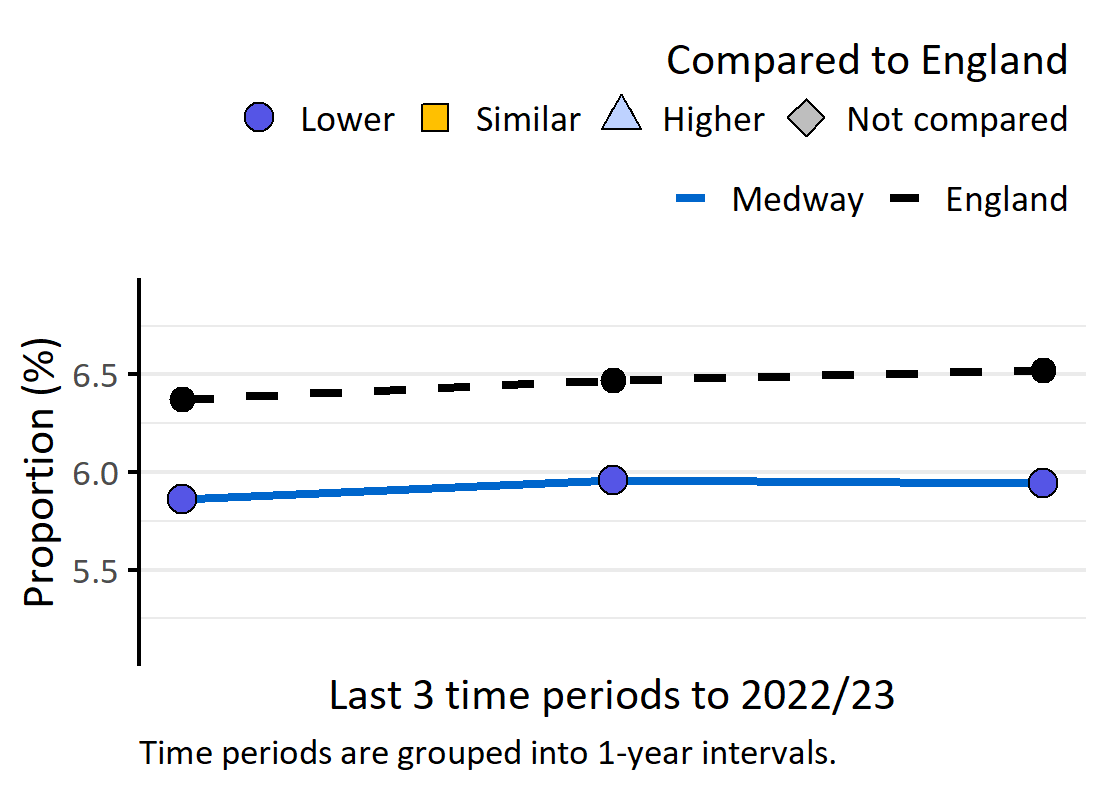 Compared to England
Lower Similar Higher Not compared
Medway England
Proportion (%)
6.5
6.0
5.5
Last 3 time periods to 2022/23
Time periods are grouped into 1-year intervals.